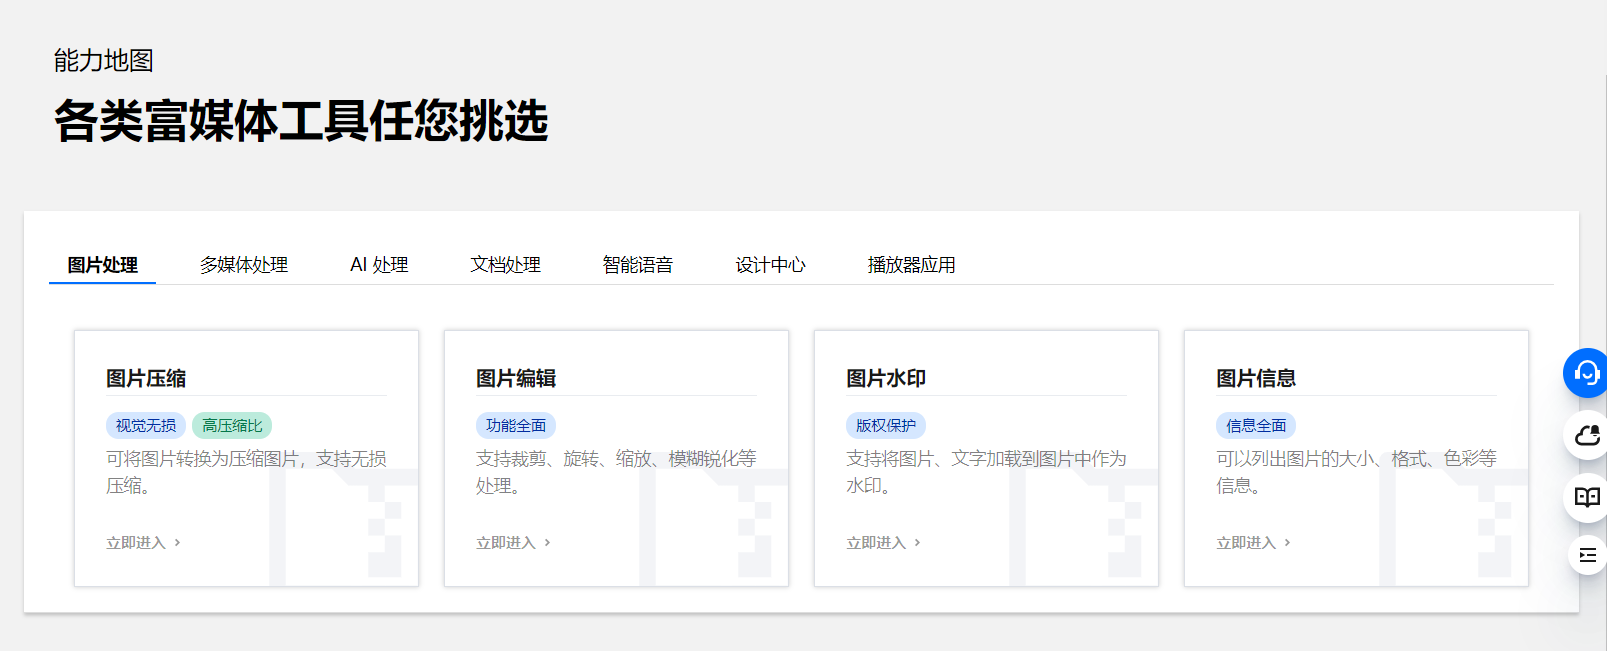 能力地图
各类富媒体工具任您挑选
图片处理 多媒体处理 AI 处理 文档处理 智能语音 设计中心 播放器应用
图片压缩
视觉无损 高压缩比
可将图片转换为压缩图片，支持无损
压缩。
立即进入
图片编辑
功能全面
支持裁剪、旋转、缩放、模糊锐化等
处理。
立即进入
图片水印
版权保护
支持将图片、文字加载到图片中作为
水印。
立即进入
图片信息
信息全面
可以列出图片的大小、格式、色彩等
信息。
立即进入